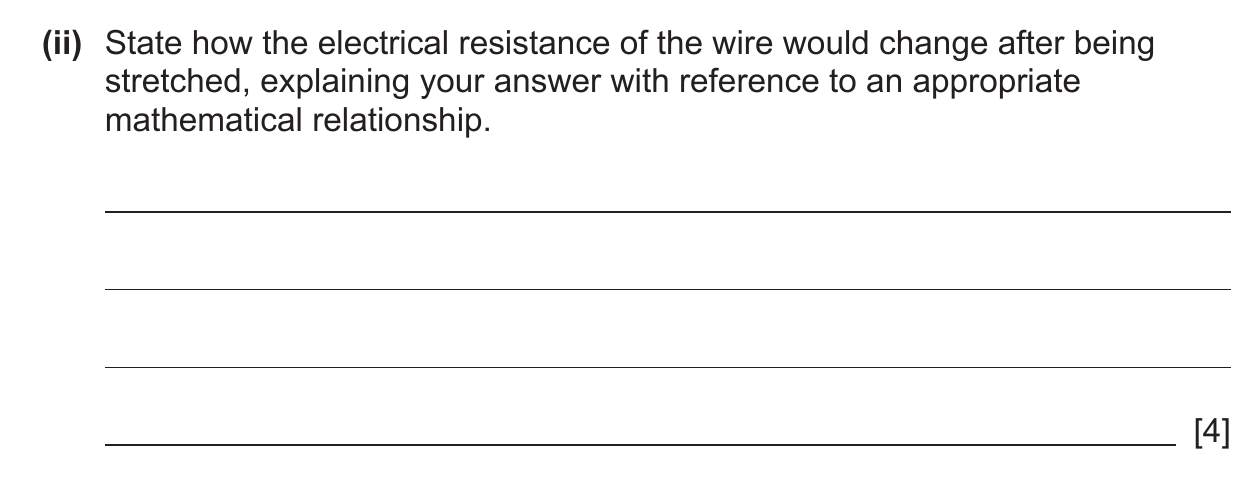 (ii) State how the electrical resistance of the wire would change after being
stretched, explaining your answer with reference to an appropriate
mathematical relationship.
[4]